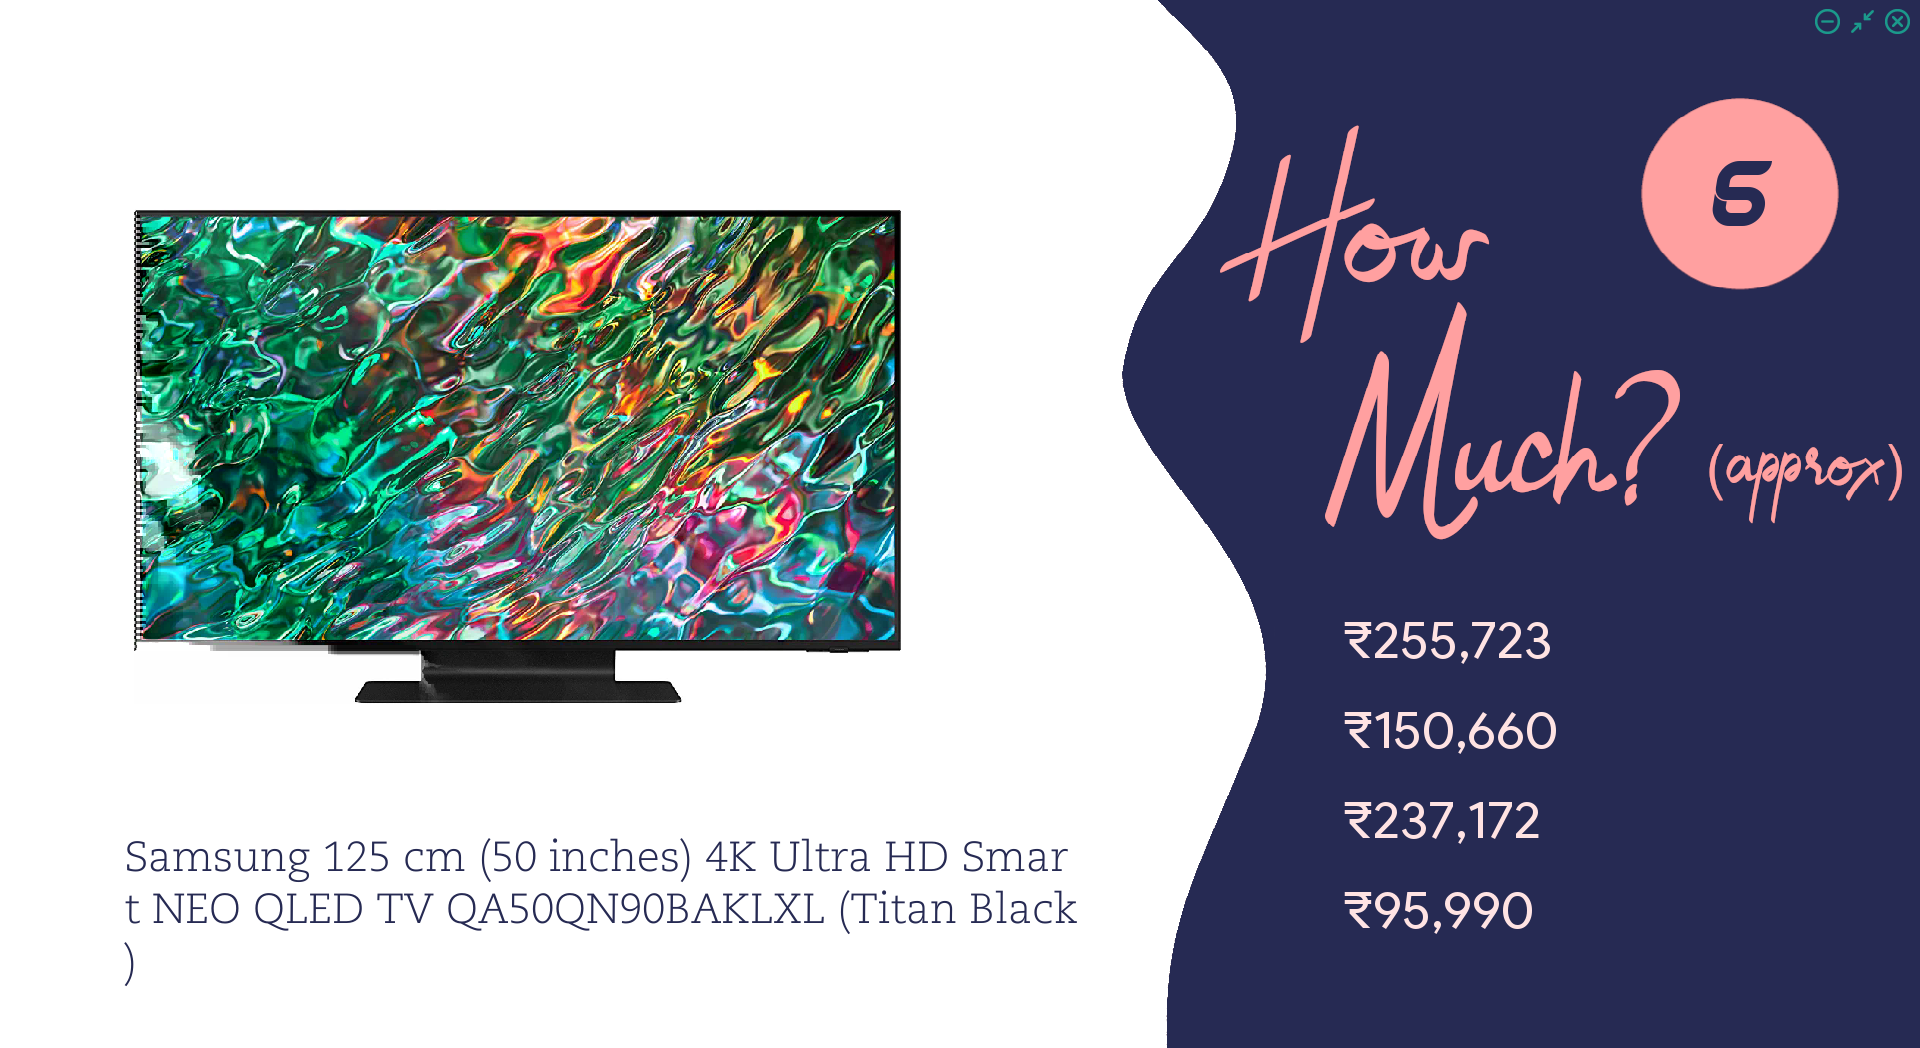 How
6
Much? (approx)
₹255,723
₹150,660
₹237,172
₹95,990
Samsung 125 cm (50 inches) 4K Ultra HD Smar
t NEO QLED TV QA50QN90BAKLXL (Titan Black
)